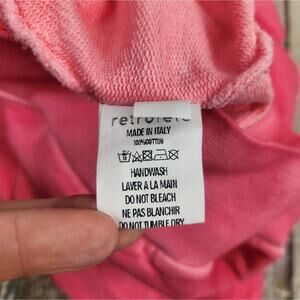 retrofete
MADE IN ITALY
100%COTTON
HANDWASH
LAVER A LA MAIN
DO NOT BLEACH
NE PAS BLANCHIR
DO NOT TUMBLE DRY